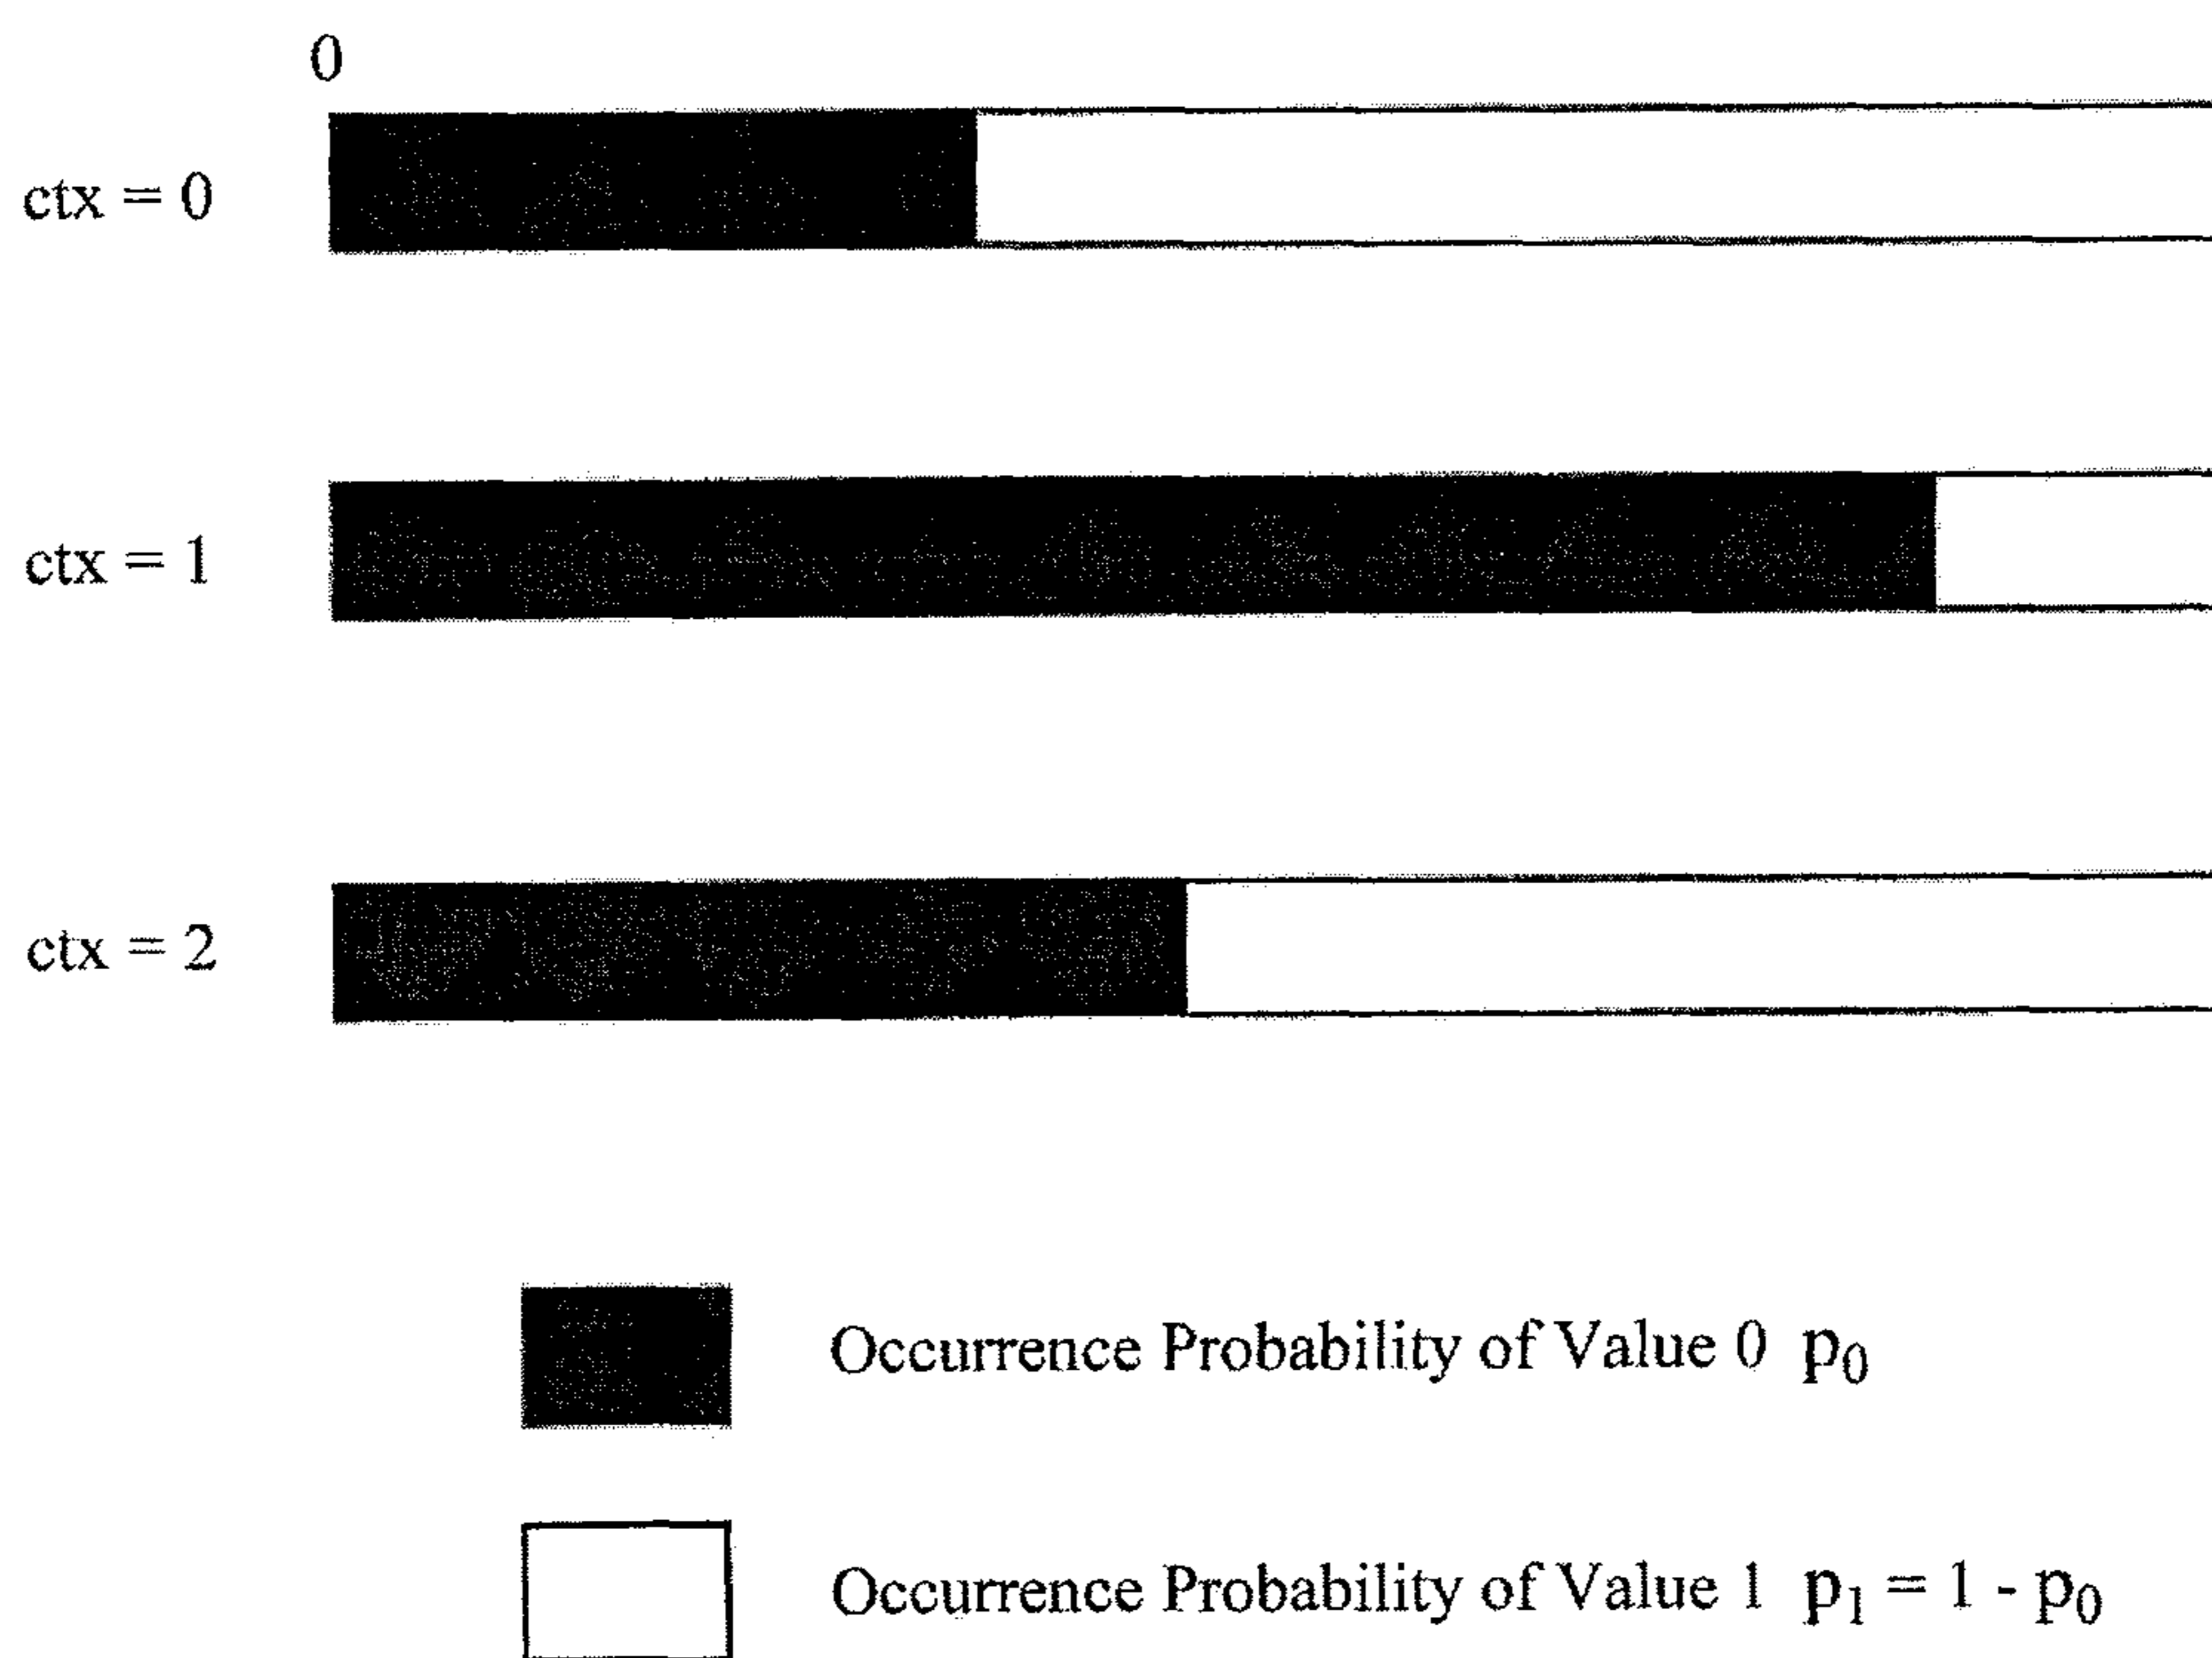 0
ctx = 0
ctx = 1
ctx = 2
Occurrence Probability of Value 0 p₀
Occurrence Probability of Value 1 p₁ = 1 - p₀